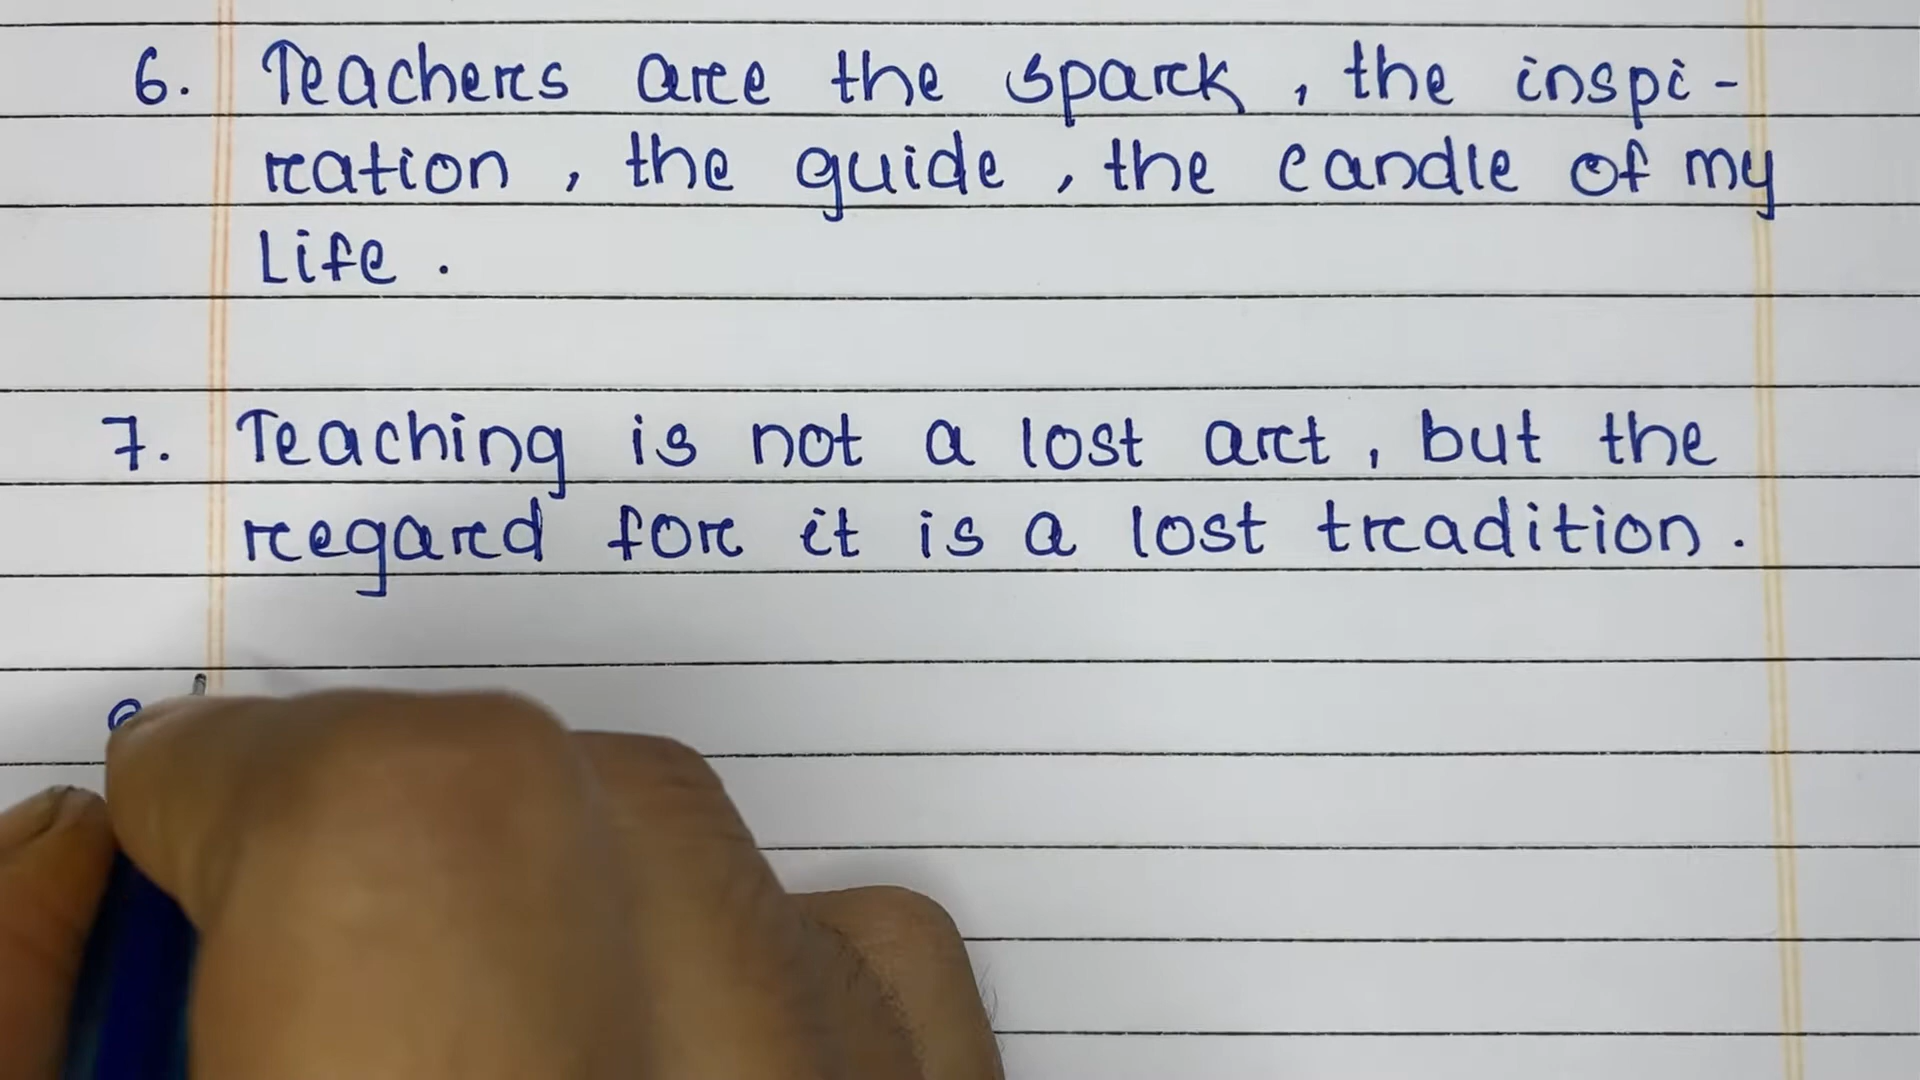 6. Teachers are the spark, the inspi-
ration, the guide, the candle of my
Life.
7. Teaching is not a lost art, but the
regard for it is a lost tradition.